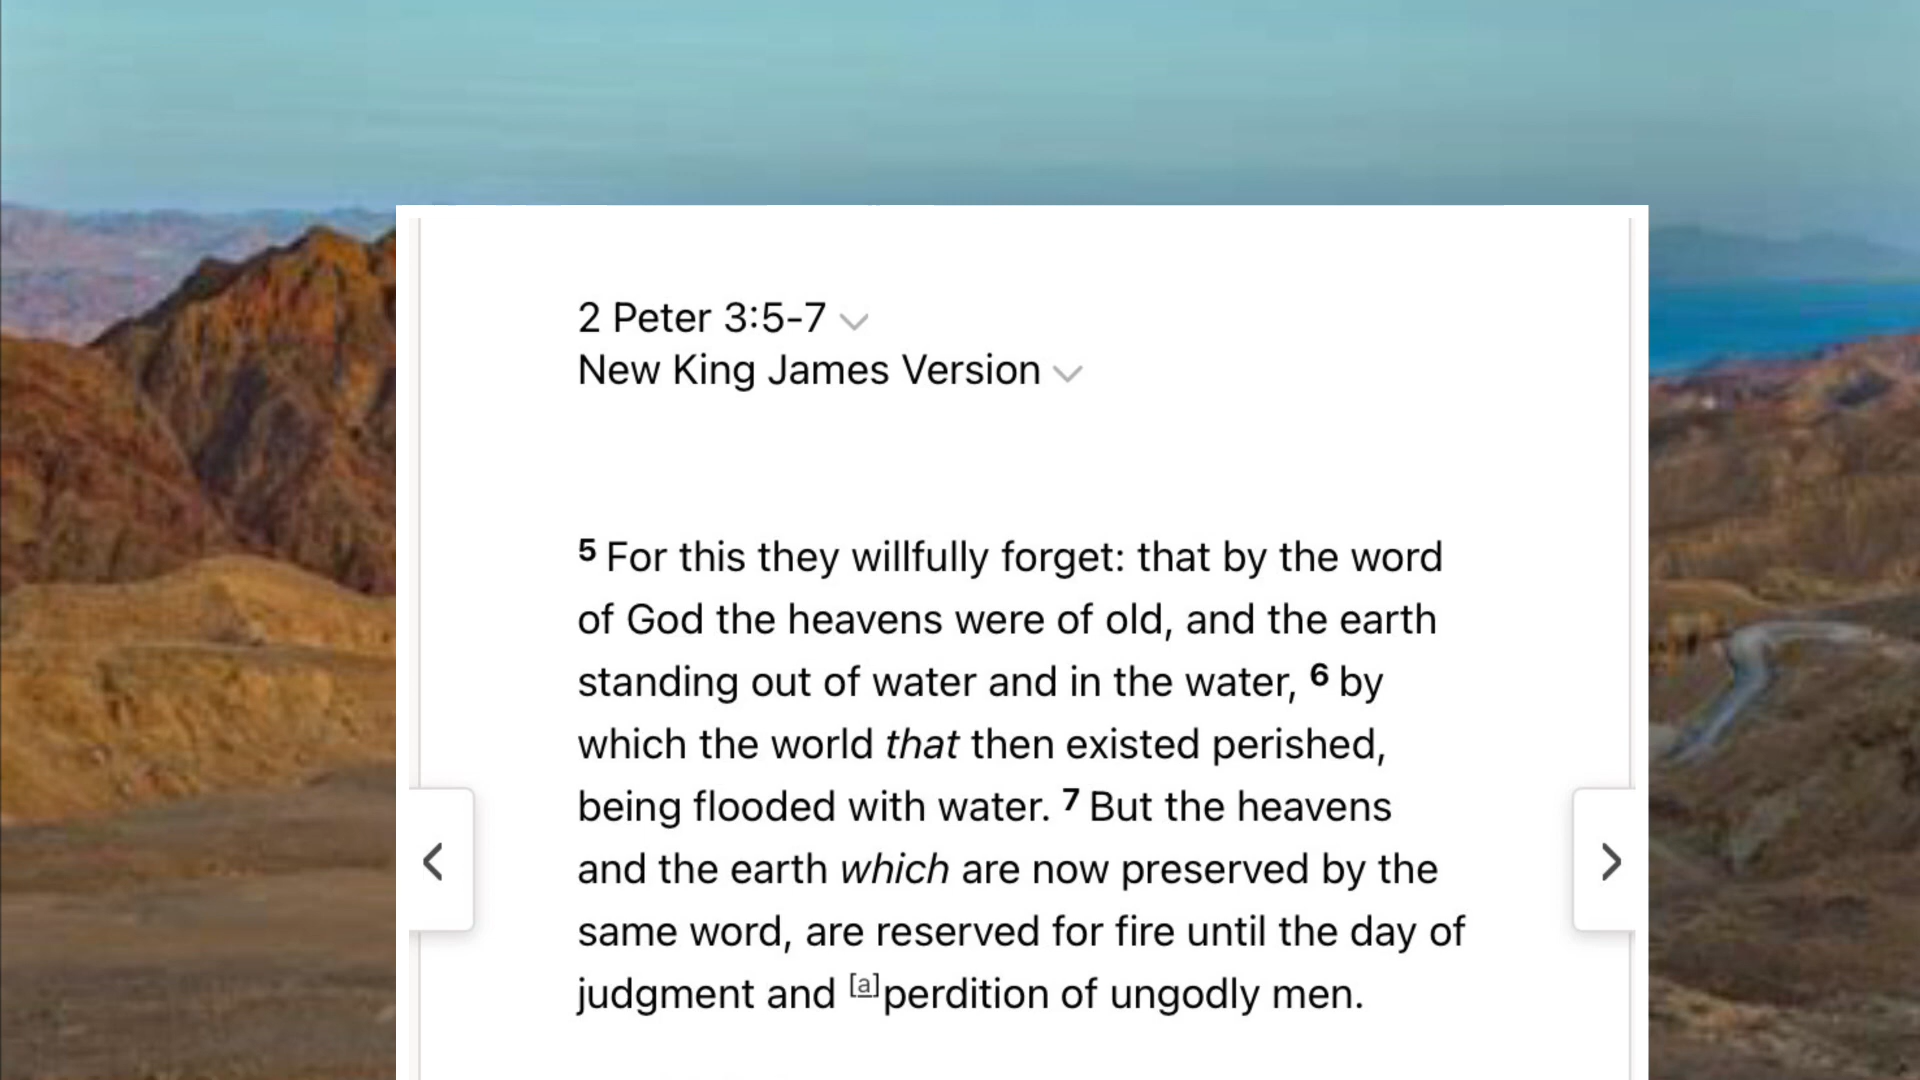 2 Peter 3:5-7
New King James Version
5 For this they willfully forget: that by the word
of God the heavens were of old, and the earth
standing out of water and in the water, 6 by
which the world that then existed perished,
being flooded with water. 7 But the heavens
and the earth which are now preserved by the
same word, are reserved for fire until the day of
judgment and [a]perdition of ungodly men.